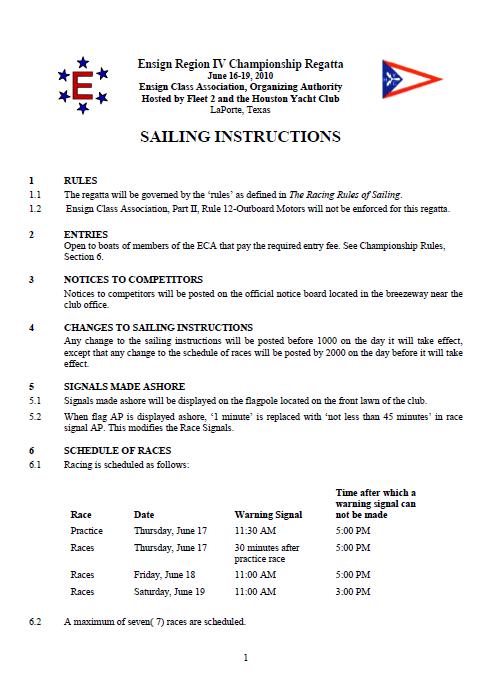 E
Ensign Region IV Championship Regatta
June 16-19, 2010
Ensign Class Association, Organizing Authority
Hosted by Fleet 2 and the Houston Yacht Club
LaPorte, Texas
SAILING INSTRUCTIONS
1 RULES
1.1 The regatta will be governed by the ‘rules’ as defined in The Racing Rules of Sailing.
1.2 Ensign Class Association, Part II, Rule 12-Outboard Motors will not be enforced for this regatta.
2 ENTRIES
Open to boats of members of the ECA that pay the required entry fee. See Championship Rules,
Section 6.
3 NOTICES TO COMPETITORS
Notices to competitors will be posted on the official notice board located in the breezeway near the
club office.
4 CHANGES TO SAILING INSTRUCTIONS
Any change to the sailing instructions will be posted before 1000 on the day it will take effect,
except that any change to the schedule of races will be posted by 2000 on the day before it will take
effect.
5 SIGNALS MADE ASHORE
5.1 Signals made ashore will be displayed on the flagpole located on the front lawn of the club.
5.2 When flag AP is displayed ashore, ‘1 minute’ is replaced with ‘not less than 45 minutes’ in race
signal AP. This modifies the Race Signals.
6 SCHEDULE OF RACES
6.1 Racing is scheduled as follows:
Time after which a
warning signal can
Race Date Warning Signal not be made
Practice Thursday, June 17 11:30 AM 5:00 PM
Races Thursday, June 17 30 minutes after 5:00 PM
practice race
Races Friday, June 18 11:00 AM 5:00 PM
Races Saturday, June 19 11:00 AM 3:00 PM
6.2 A maximum of seven( 7) races are scheduled.
1